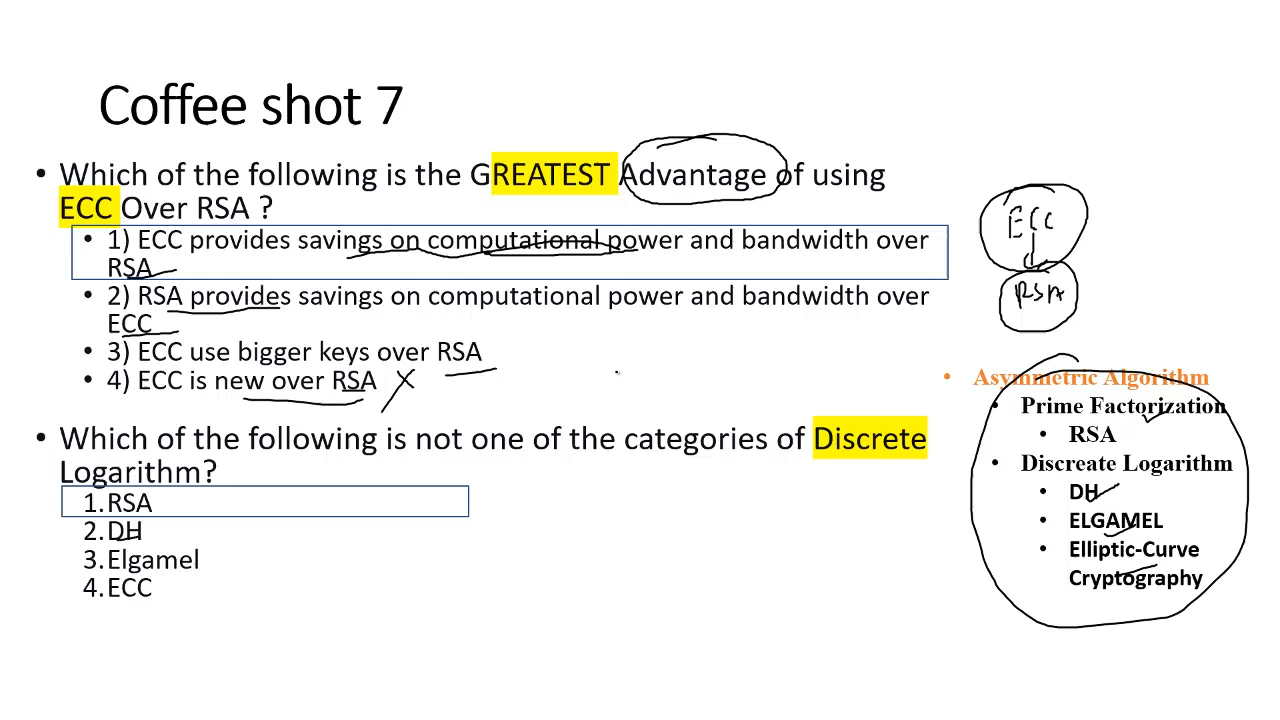 Coffee shot 7
• Which of the following is the GREATEST Advantage of using
ECC Over RSA ?
• 1) ECC provides savings on computational power and bandwidth over
RSA
• 2) RSA provides savings on computational power and bandwidth over
ECC
• 3) ECC use bigger keys over RSA
• 4) ECC is new over RSA
• Which of the following is not one of the categories of Discrete
Logarithm?
1. RSA
2. DH
3. Elgamel
4. ECC
ECC
RSA
• Asymmetric Algorithm
• Prime Factorization
• RSA
• Discreate Logarithm
• DH
• ELGAMEL
• Elliptic-Curve
Cryptography